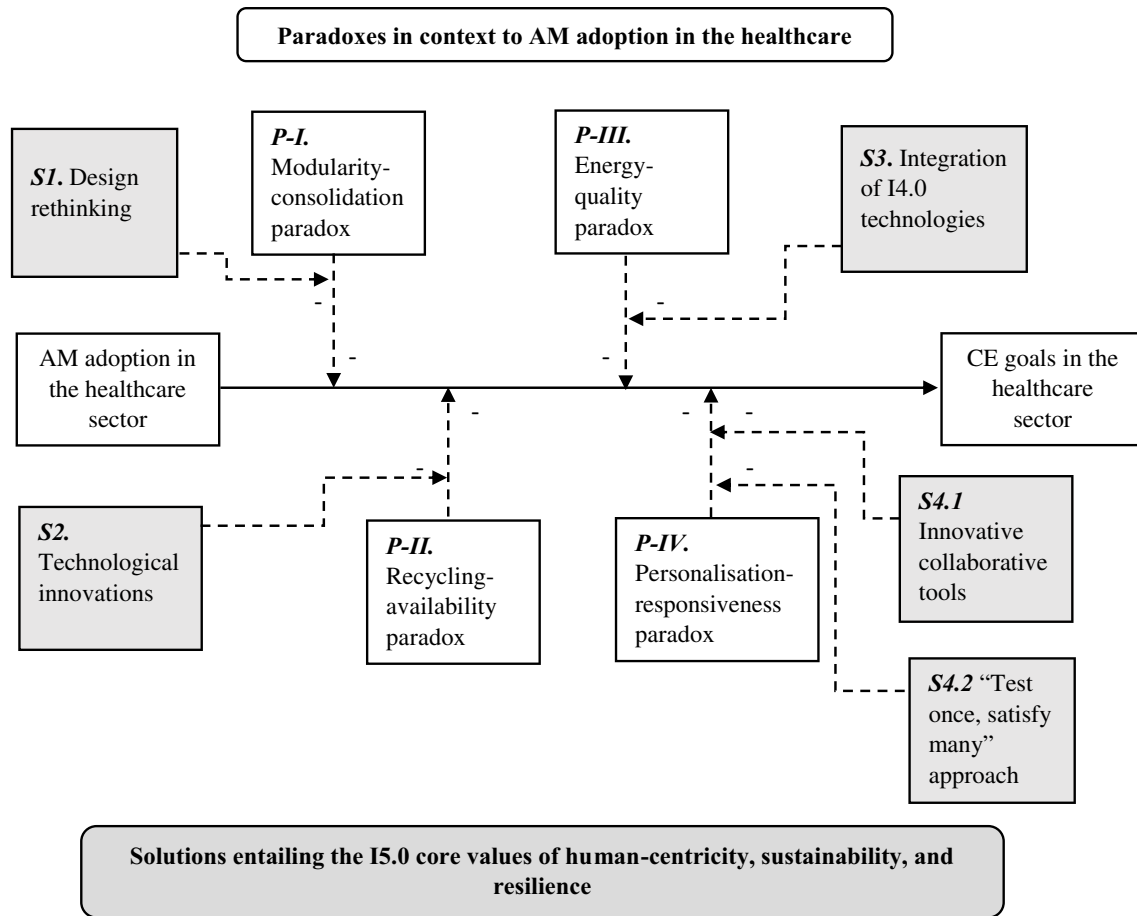 Paradoxes in context to AM adoption in the healthcare
S1. Design
rethinking
P-I.
Modularity-
consolidation
paradox
P-III.
Energy-
quality
paradox
S3. Integration
of I4.0
technologies
-
-
-
-
AM adoption in
the healthcare
sector
CE goals in the
healthcare
sector
-
-
-
-
-
S2.
Technological
innovations
P-II.
Recycling-
availability
paradox
P-IV.
Personalisation-
responsiveness
paradox
S4.1
Innovative
collaborative
tools
S4.2 “Test
once, satisfy
many”
approach
Solutions entailing the I5.0 core values of human-centricity, sustainability, and
resilience